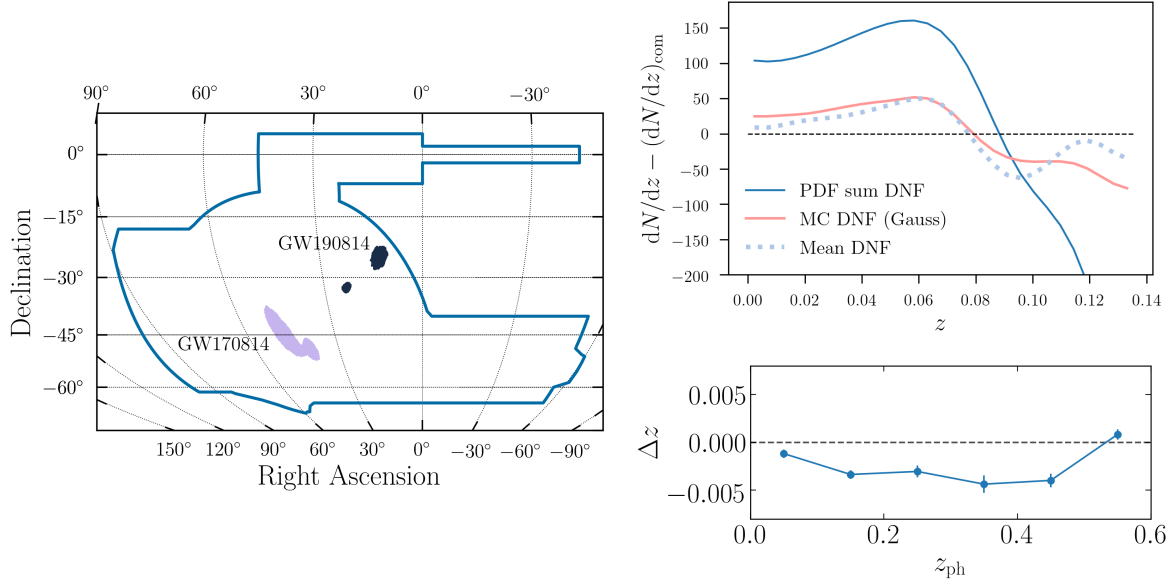 90° 60° 30° 0° −30°
0°
−15°
−30°
−45°
−60°
Declination
GW190814
GW170814
150° 120° 90° 60° 30° 0° −30° −60° −90°
Right Ascension
150
100
50
0
−50
−100
−150
−200
dN/dz − (dN/dz)com
PDF sum DNF
MC DNF (Gauss)
Mean DNF
0.00 0.02 0.04 0.06 0.08 0.10 0.12 0.14
z
0.005
0.000
−0.005
Δz
0.0 0.2 0.4 0.6
zph